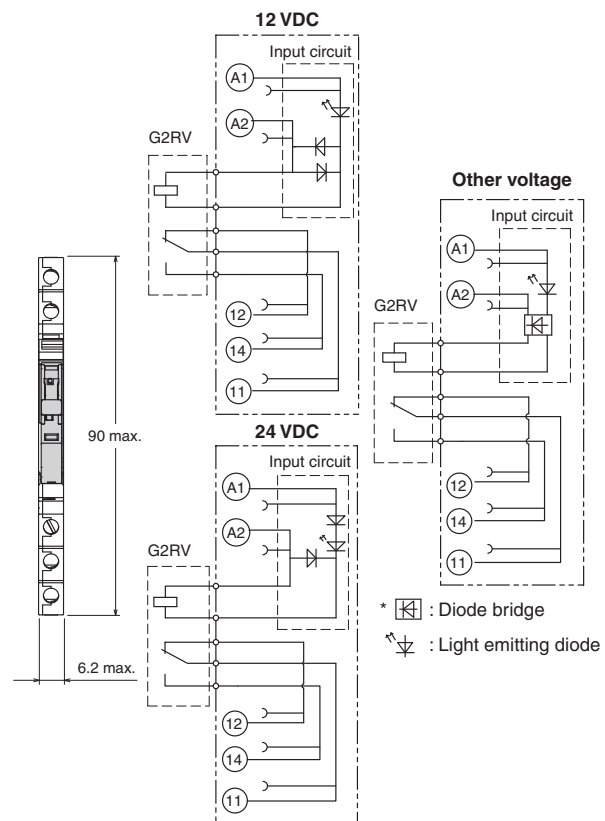 12 VDC
Input circuit
A1
A2
G2RV
12
14
11
Other voltage
Input circuit
A1
A2
G2RV
12
14
11
90 max.
6.2 max.
24 VDC
Input circuit
A1
A2
G2RV
12
14
11
* : Diode bridge
: Light emitting diode